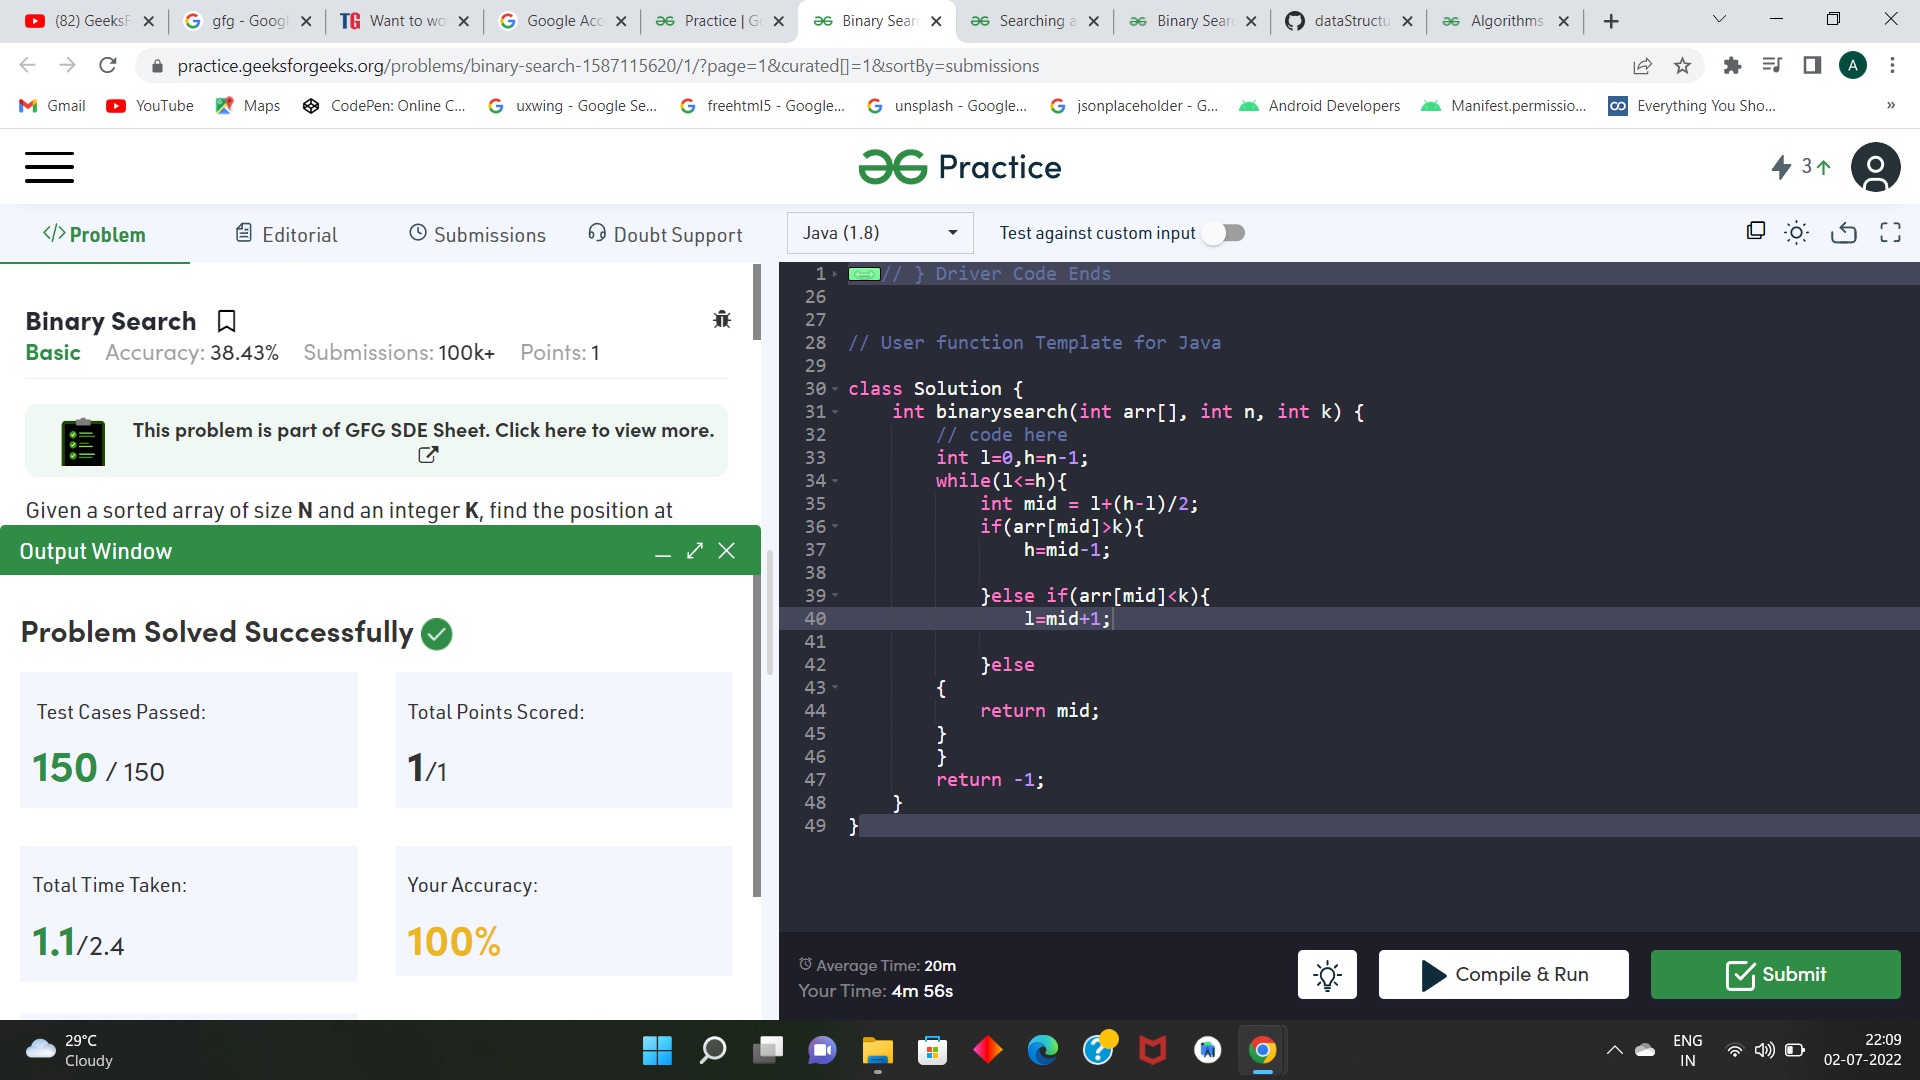 (82) GeeksF
gfg - Googl
TG Want to wo
Google Acc
Practice | G
Binary Sear
Searching a
Binary Sear
dataStructu
Algorithms
practice.geeksforgeeks.org/problems/binary-search-1587115620/1/?page=1&curated[]=1&sortBy=submissions
A
Gmail
YouTube
Maps
CodePen: Online C...
uxwing - Google Se...
freehtml5 - Google...
unsplash - Google...
jsonplaceholder - G...
Android Developers
Manifest.permissio...
Everything You Sho...
»
Practice
3
</> Problem
Editorial
Submissions
Doubt Support
Java (1.8)
Test against custom input
Binary Search
Basic Accuracy: 38.43% Submissions: 100k+ Points: 1
This problem is part of GFG SDE Sheet. Click here to view more.
Given a sorted array of size N and an integer K, find the position at
Output Window
Problem Solved Successfully
Test Cases Passed:
150 / 150
Total Points Scored:
1/1
Total Time Taken:
1.1/2.4
Your Accuracy:
100%
1 // } Driver Code Ends
26
27
28 // User function Template for Java
29
30 class Solution {
31 int binarysearch(int arr[], int n, int k) {
32 // code here
33 int l=0,h=n-1;
34 while(l<=h){
35 int mid = l+(h-l)/2;
36 if(arr[mid]>k){
37 h=mid-1;
38
39 }else if(arr[mid]<k){
40 l=mid+1;
41
42 }else
43 {
44 return mid;
45 }
46 }
47 return -1;
48 }
49 }
Average Time: 20m
Your Time: 4m 56s
Compile & Run
Submit
29°C
Cloudy
ENG
IN
22:09
02-07-2022